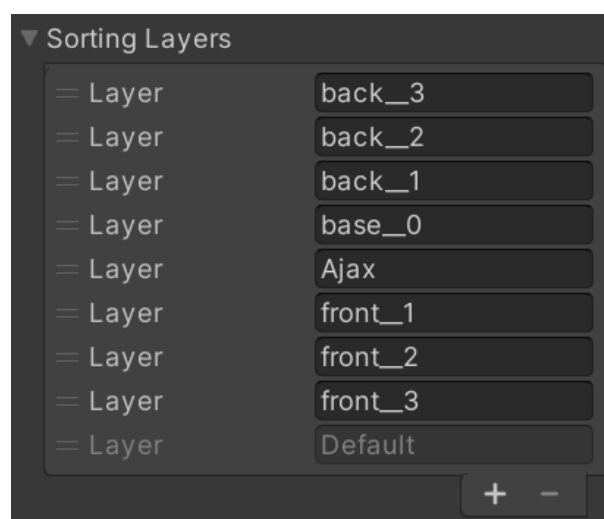 Sorting Layers
Layer back__3
Layer back__2
Layer back__1
Layer base__0
Layer Ajax
Layer front__1
Layer front__2
Layer front__3
Layer Default
+ −